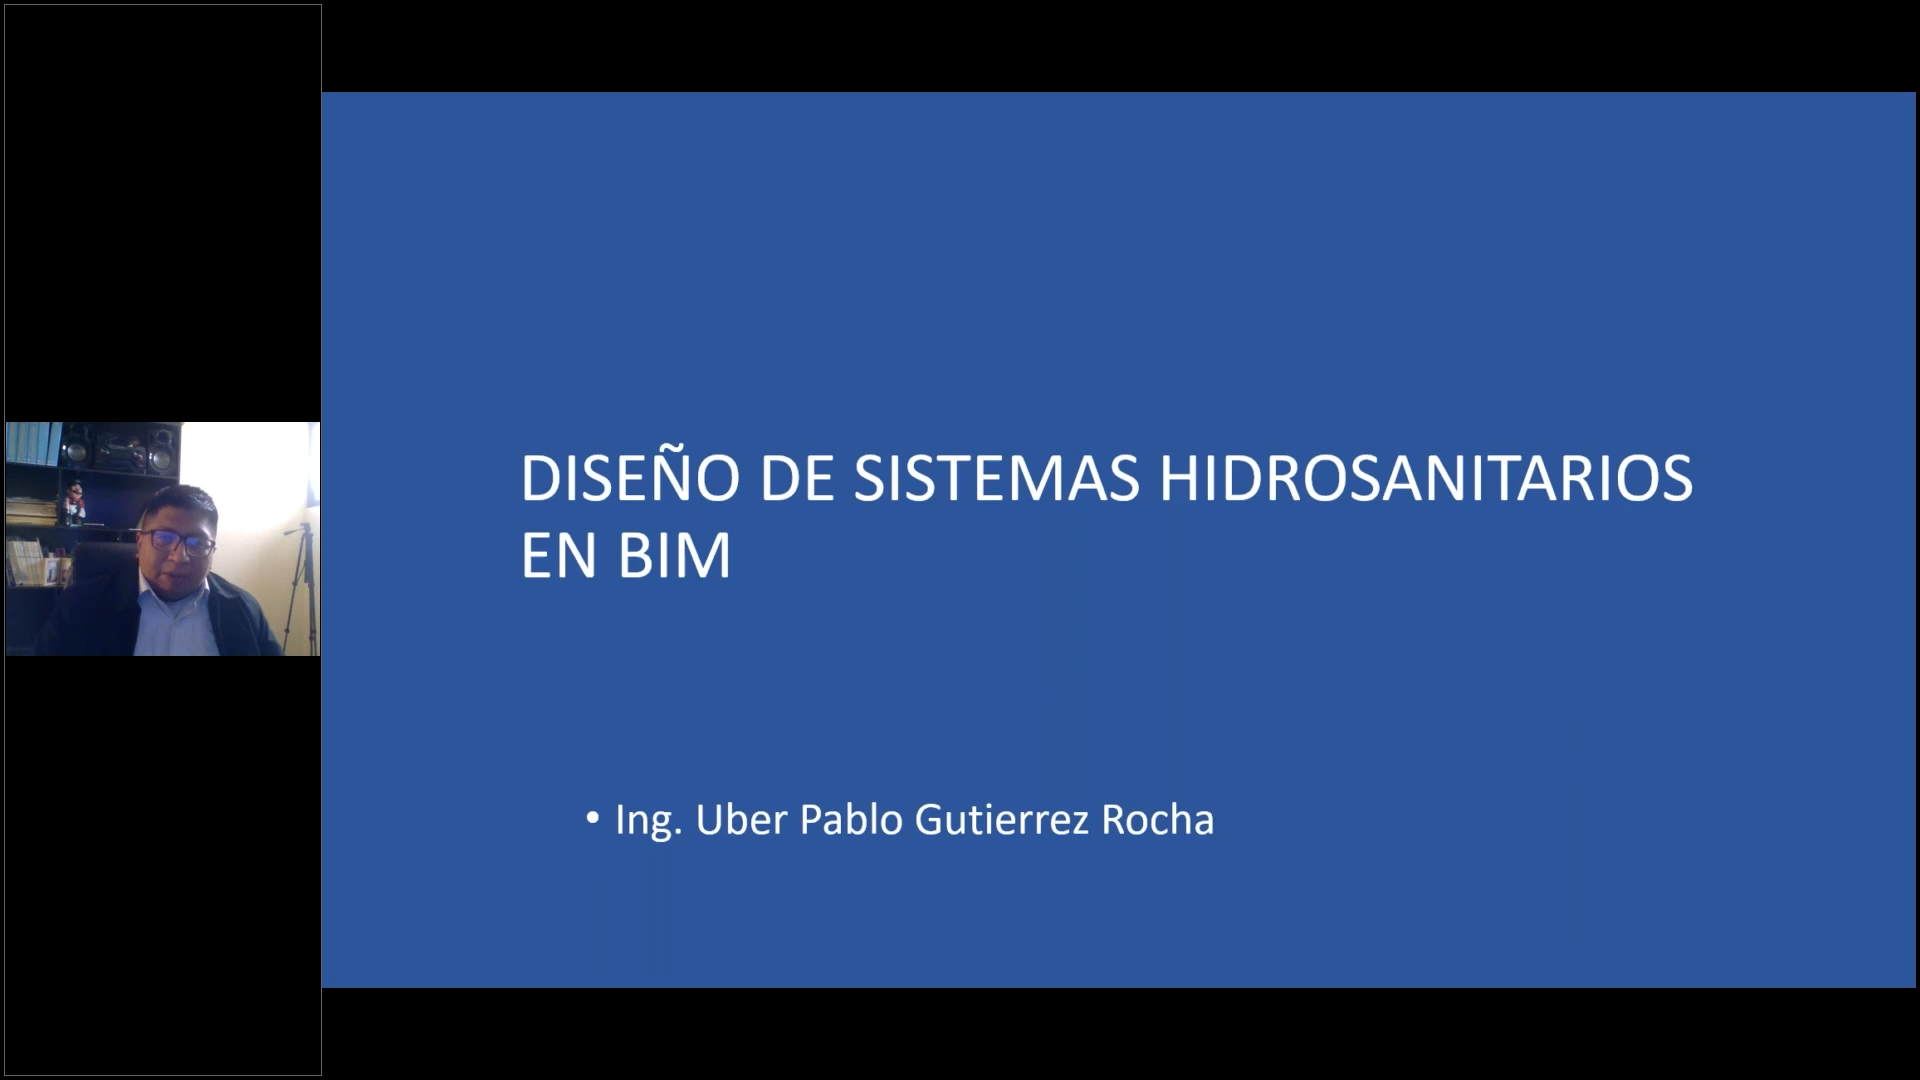 DISEÑO DE SISTEMAS HIDROSANITARIOS
EN BIM
• Ing. Uber Pablo Gutierrez Rocha